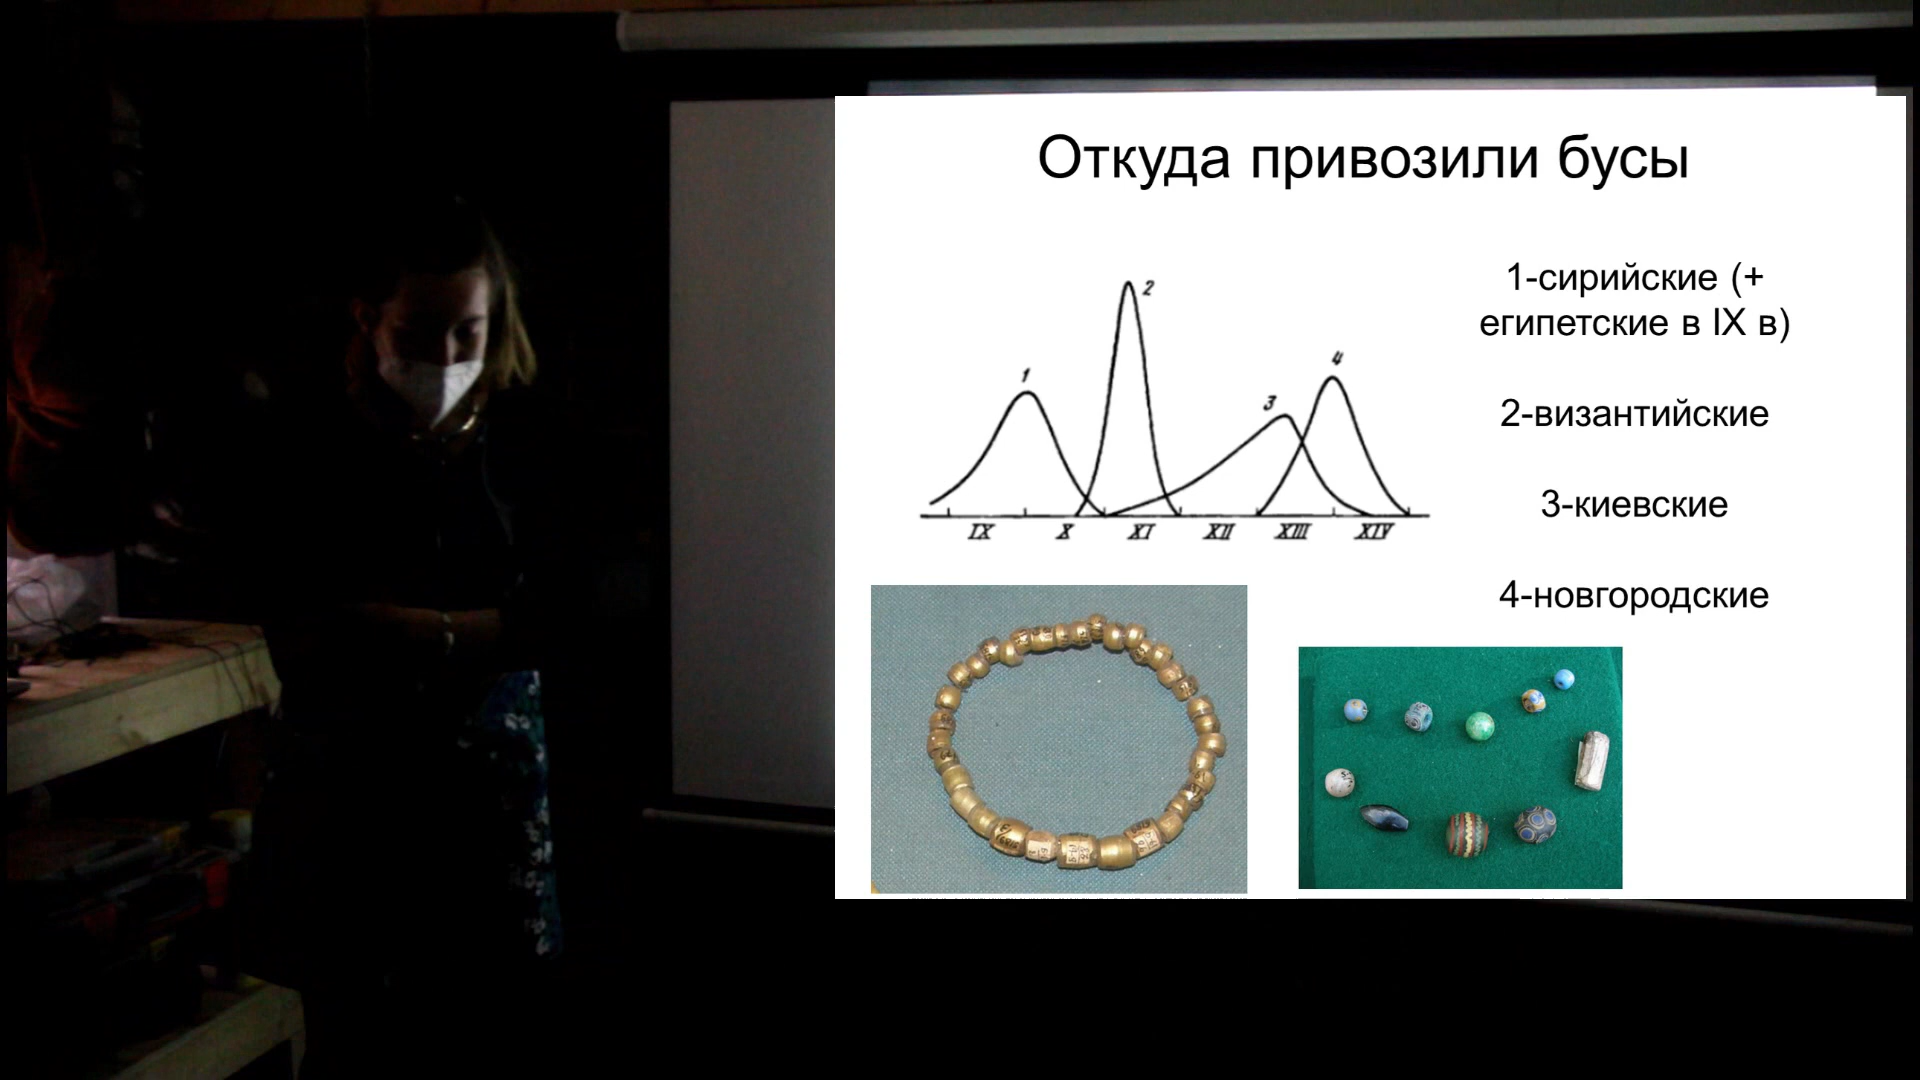 Откуда привозили бусы
1-сирийские (+
египетские в IX в)
2-византийские
3-киевские
4-новгородские
2
1
4
3
IX X XI XII XIII XIV